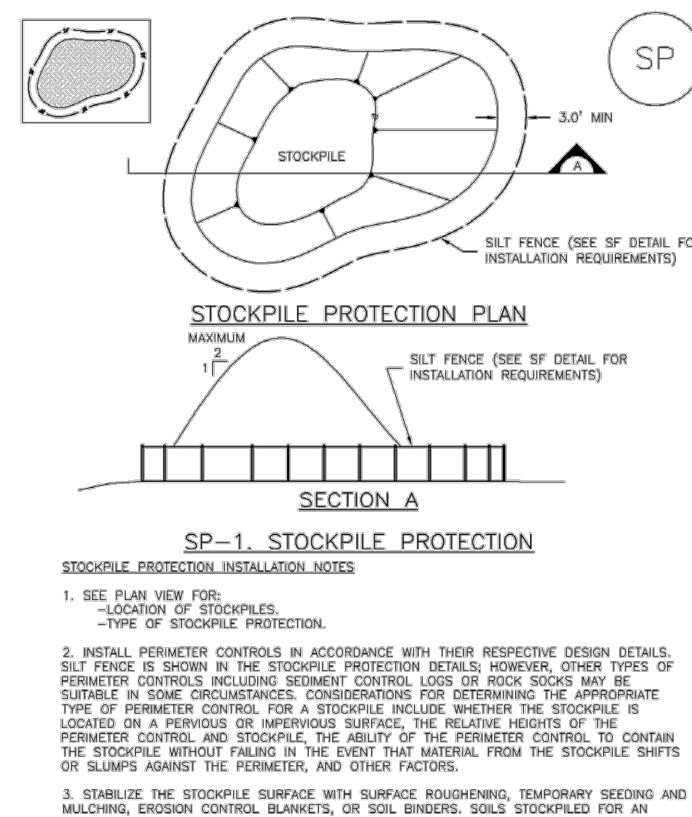 SP
3.0' MIN
STOCKPILE
A
SILT FENCE (SEE SF DETAIL FO
INSTALLATION REQUIREMENTS)
STOCKPILE PROTECTION PLAN
MAXIMUM
2
1
SILT FENCE (SEE SF DETAIL FOR
INSTALLATION REQUIREMENTS)
SECTION A
SP-1. STOCKPILE PROTECTION
STOCKPILE PROTECTION INSTALLATION NOTES
1. SEE PLAN VIEW FOR:
-LOCATION OF STOCKPILES.
-TYPE OF STOCKPILE PROTECTION.
2. INSTALL PERIMETER CONTROLS IN ACCORDANCE WITH THEIR RESPECTIVE DESIGN DETAILS.
SILT FENCE IS SHOWN IN THE STOCKPILE PROTECTION DETAILS; HOWEVER, OTHER TYPES OF
PERIMETER CONTROLS INCLUDING SEDIMENT CONTROL LOGS OR ROCK SOCKS MAY BE
SUITABLE IN SOME CIRCUMSTANCES. CONSIDERATIONS FOR DETERMINING THE APPROPRIATE
TYPE OF PERIMETER CONTROL FOR A STOCKPILE INCLUDE WHETHER THE STOCKPILE IS
LOCATED ON A PERVIOUS OR IMPERVIOUS SURFACE, THE RELATIVE HEIGHTS OF THE
PERIMETER CONTROL AND STOCKPILE, THE ABILITY OF THE PERIMETER CONTROL TO CONTAIN
THE STOCKPILE WITHOUT FAILING IN THE EVENT THAT MATERIAL FROM THE STOCKPILE SHIFTS
OR SLUMPS AGAINST THE PERIMETER, AND OTHER FACTORS.
3. STABILIZE THE STOCKPILE SURFACE WITH SURFACE ROUGHENING, TEMPORARY SEEDING AND
MULCHING, EROSION CONTROL BLANKETS, OR SOIL BINDERS. SOILS STOCKPILED FOR AN